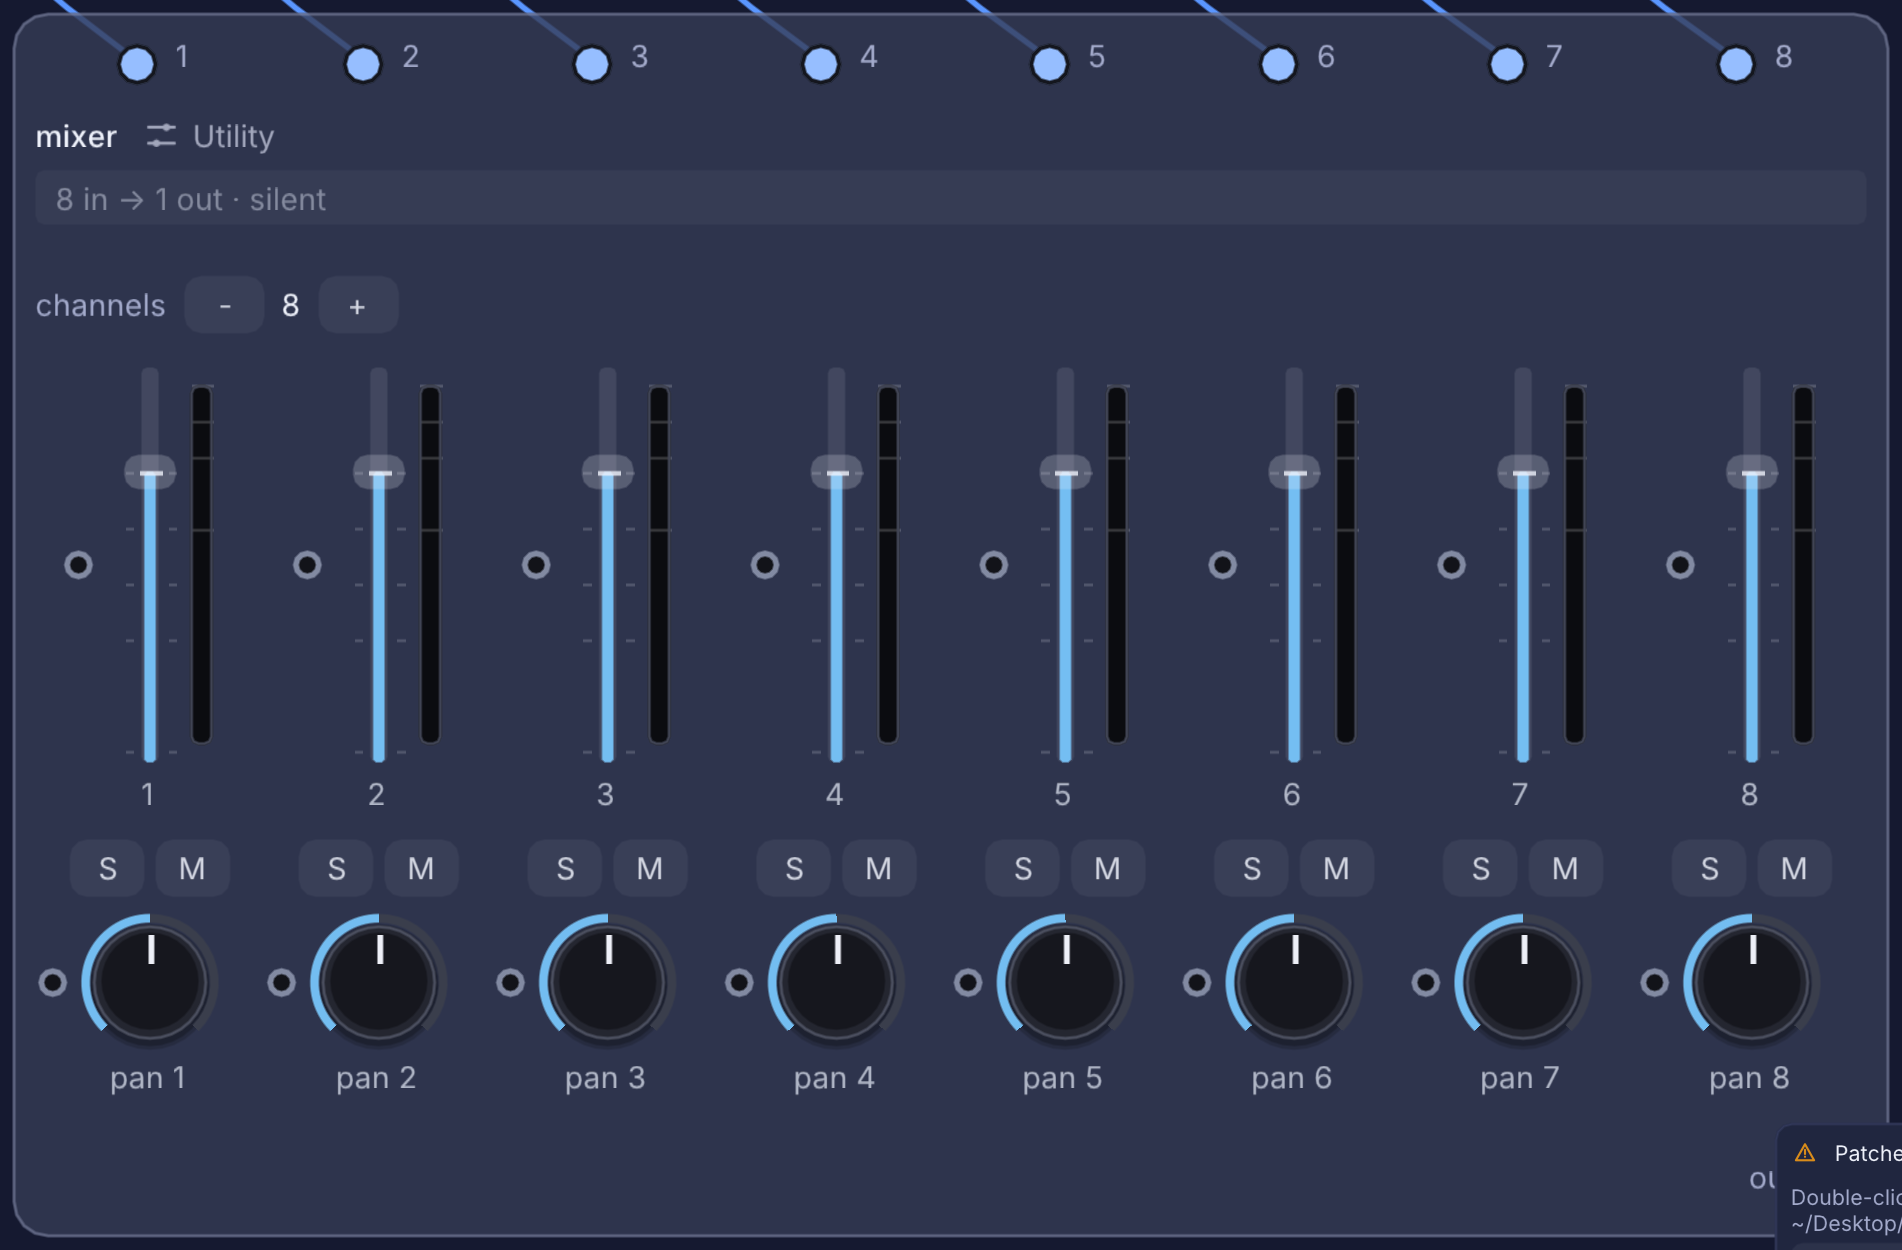 1 2 3 4 5 6 7 8
mixer Utility
8 in → 1 out · silent
channels - 8 +
1 2 3 4 5 6 7 8
S M S M S M S M S M S M S M S M
pan 1 pan 2 pan 3 pan 4 pan 5 pan 6 pan 7 pan 8
Patche
ou
Double-clic
~/Desktop/